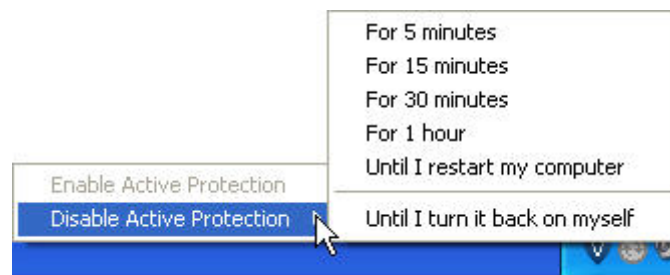 For 5 minutes
For 15 minutes
For 30 minutes
For 1 hour
Until I restart my computer
Until I turn it back on myself
Enable Active Protection
Disable Active Protection